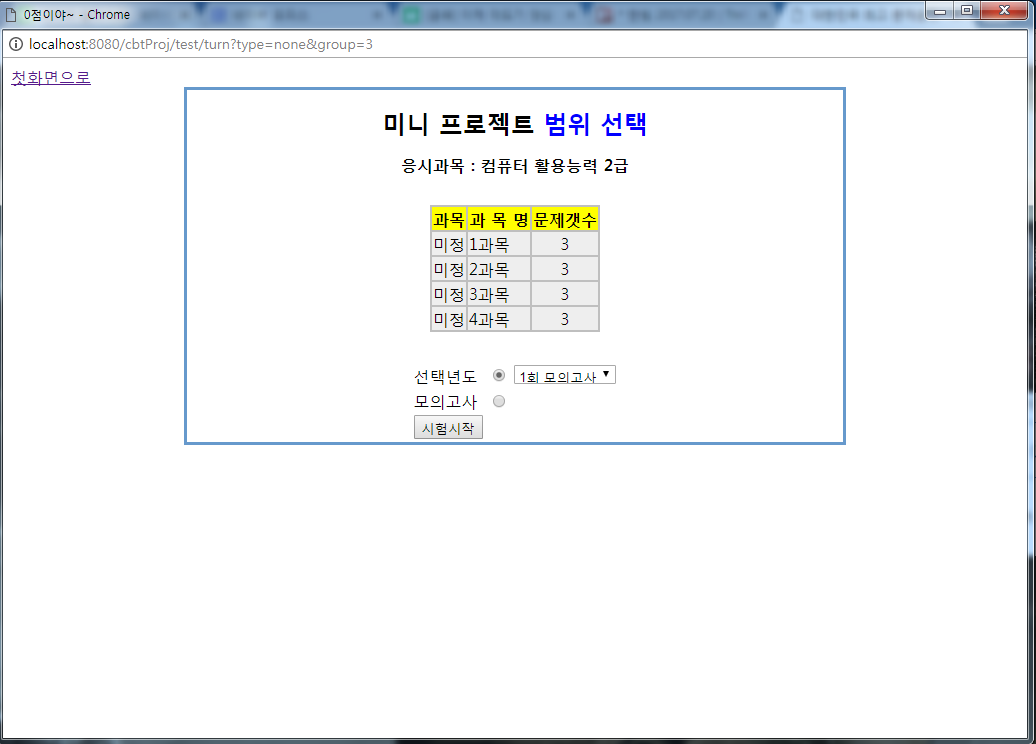 0점이야~ - Chrome
localhost:8080/cbtProj/test/turn?type=none&group=3
첫화면으로
미니 프로젝트 범위 선택
응시과목 : 컴퓨터 활용능력 2급
과목 과 목 명 문제갯수
미정 1과목 3
미정 2과목 3
미정 3과목 3
미정 4과목 3
선택년도 1회 모의고사
모의고사
시험시작